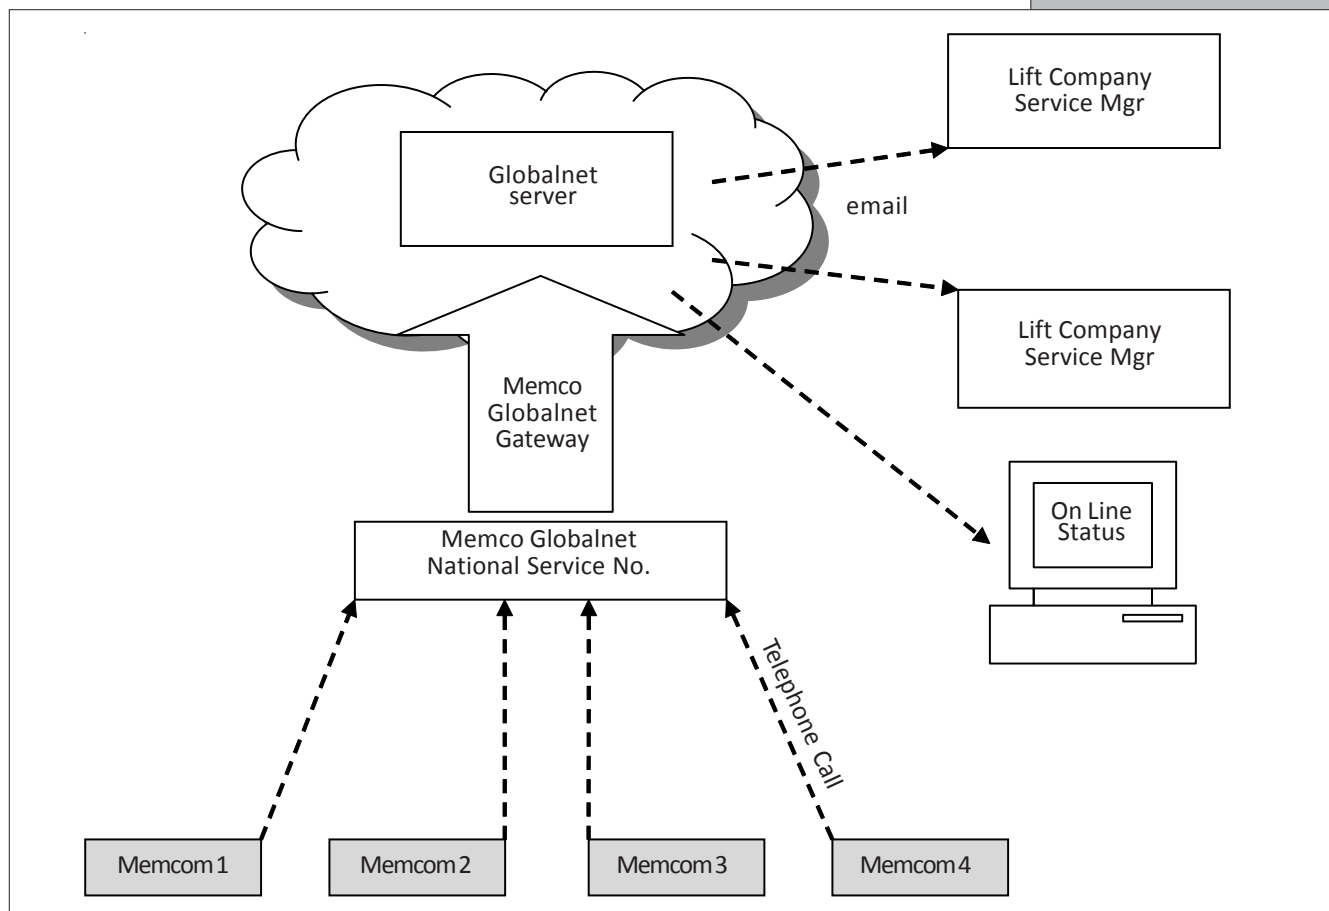 Lift Company
Service Mgr
Globalnet
server
email
Lift Company
Service Mgr
Memco
Globalnet
Gateway
On Line
Status
Memco Globalnet
National Service No.
Telephone Call
Memcom 1
Memcom 2
Memcom 3
Memcom 4